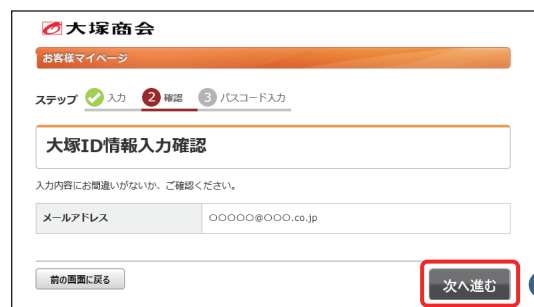 大塚商会
お客様マイページ
ステップ 入力 2 確認 3 パスコード入力
大塚ID情報入力確認
入力内容にお間違いがないか、ご確認ください。
メールアドレス ○○○○○@○○○.co.jp
前の画面に戻る 次へ進む